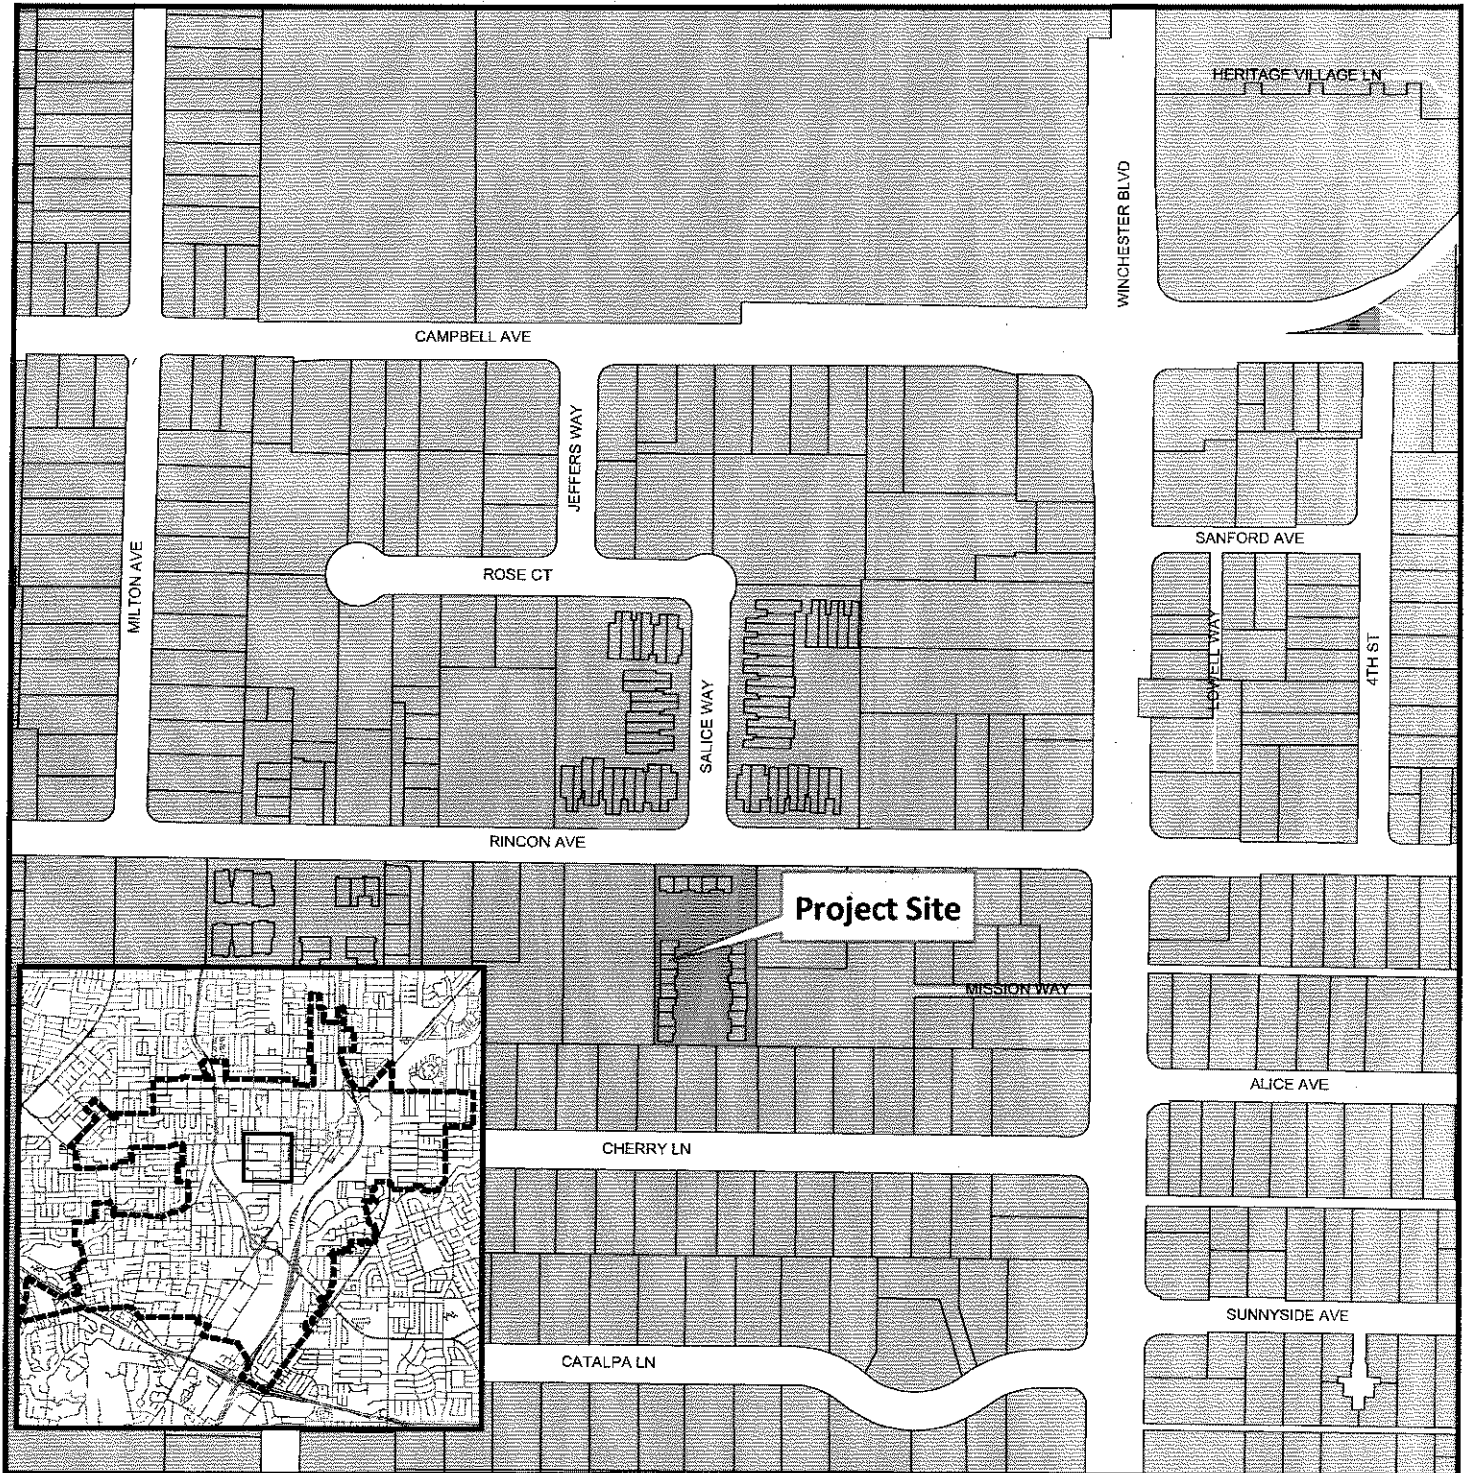 HERITAGE VILLAGE LN
WINCHESTER BLVD
CAMPBELL AVE
JEFFERS WAY
MILTON AVE
SANFORD AVE
ROSE CT
LOWELL WAY
4TH ST
SALICE WAY
RINCON AVE
Project Site
MISSION WAY
ALICE AVE
CHERRY LN
SUNNYSIDE AVE
CATALPA LN